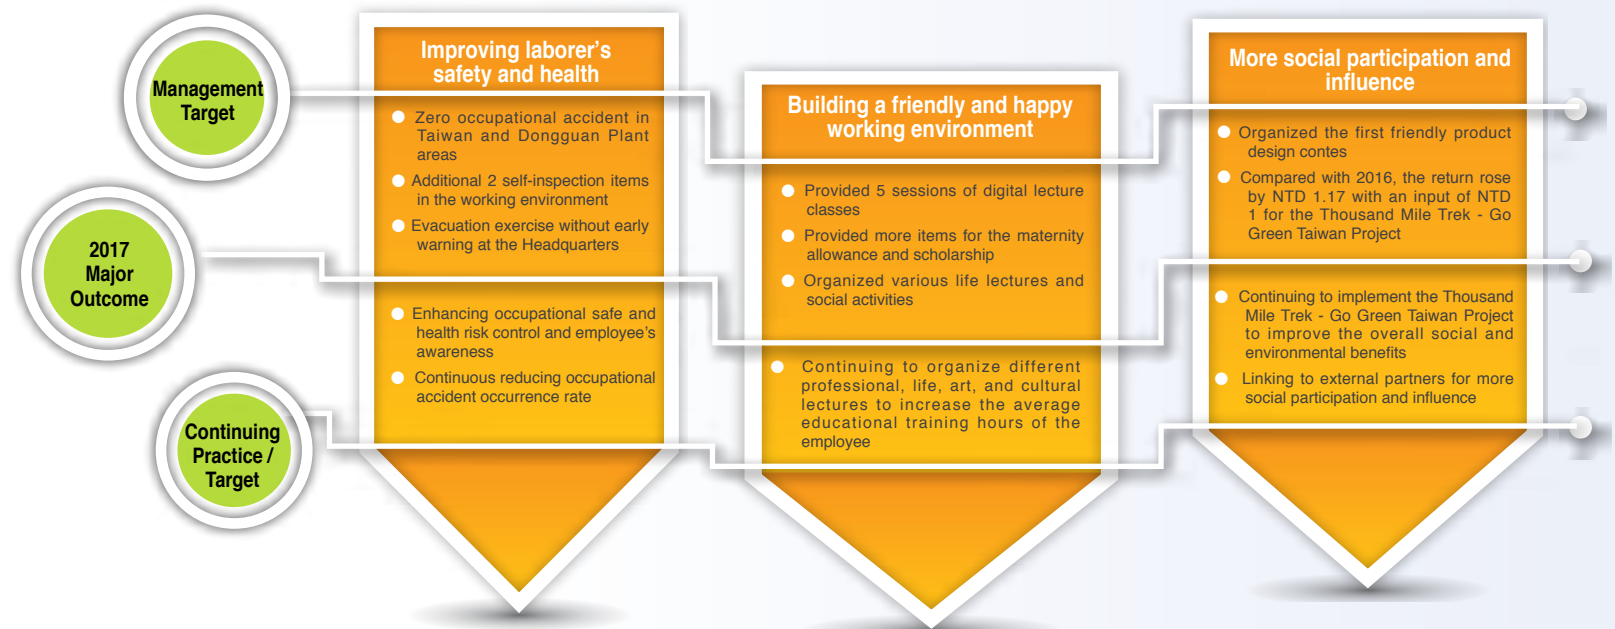 Management
Target
2017
Major
Outcome
Continuing
Practice /
Target
Improving laborer's
safety and health
Zero occupational accident in
Taiwan and Dongguan Plant
areas
Additional 2 self-inspection items
in the working environment
Evacuation exercise without early
warning at the Headquarters
Enhancing occupational safe and
health risk control and employee's
awareness
Continuous reducing occupational
accident occurrence rate
Building a friendly and happy
working environment
Provided 5 sessions of digital lecture
classes
Provided more items for the maternity
allowance and scholarship
Organized various life lectures and
social activities
Continuing to organize different
professional, life, art, and cultural
lectures to increase the average
educational training hours of the
employee
More social participation and
influence
Organized the first friendly product
design contes
Compared with 2016, the return rose
by NTD 1.17 with an input of NTD
1 for the Thousand Mile Trek - Go
Green Taiwan Project
Continuing to implement the Thousand
Mile Trek - Go Green Taiwan Project
to improve the overall social and
environmental benefits
Linking to external partners for more
social participation and influence